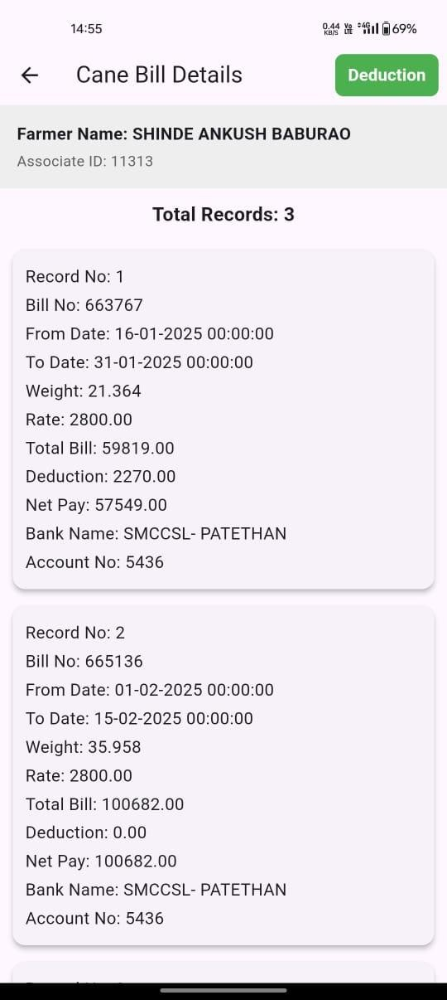 14:55
0.44 KB/S Vo LTE 4G 69%
Cane Bill Details
Deduction
Farmer Name: SHINDE ANKUSH BABURAO
Associate ID: 11313
Total Records: 3
Record No: 1
Bill No: 663767
From Date: 16-01-2025 00:00:00
To Date: 31-01-2025 00:00:00
Weight: 21.364
Rate: 2800.00
Total Bill: 59819.00
Deduction: 2270.00
Net Pay: 57549.00
Bank Name: SMCCSL- PATETHAN
Account No: 5436
Record No: 2
Bill No: 665136
From Date: 01-02-2025 00:00:00
To Date: 15-02-2025 00:00:00
Weight: 35.958
Rate: 2800.00
Total Bill: 100682.00
Deduction: 0.00
Net Pay: 100682.00
Bank Name: SMCCSL- PATETHAN
Account No: 5436